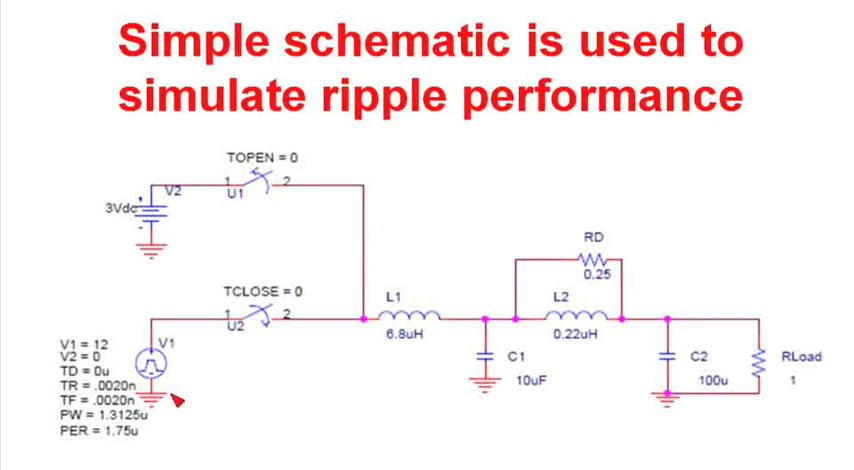 Simple schematic is used to
simulate ripple performance
TOPEN = 0
1 2
V2
U1
3Vdc
RD
0.25
TCLOSE = 0
L1
L2
1 2
U2
6.8uH
0.22uH
V1
V1 = 12
V2 = 0
TD = 0u
TR = .0020n
TF = .0020n
PW = 1.3125u
PER = 1.75u
C1
10uF
C2
100u
RLoad
1